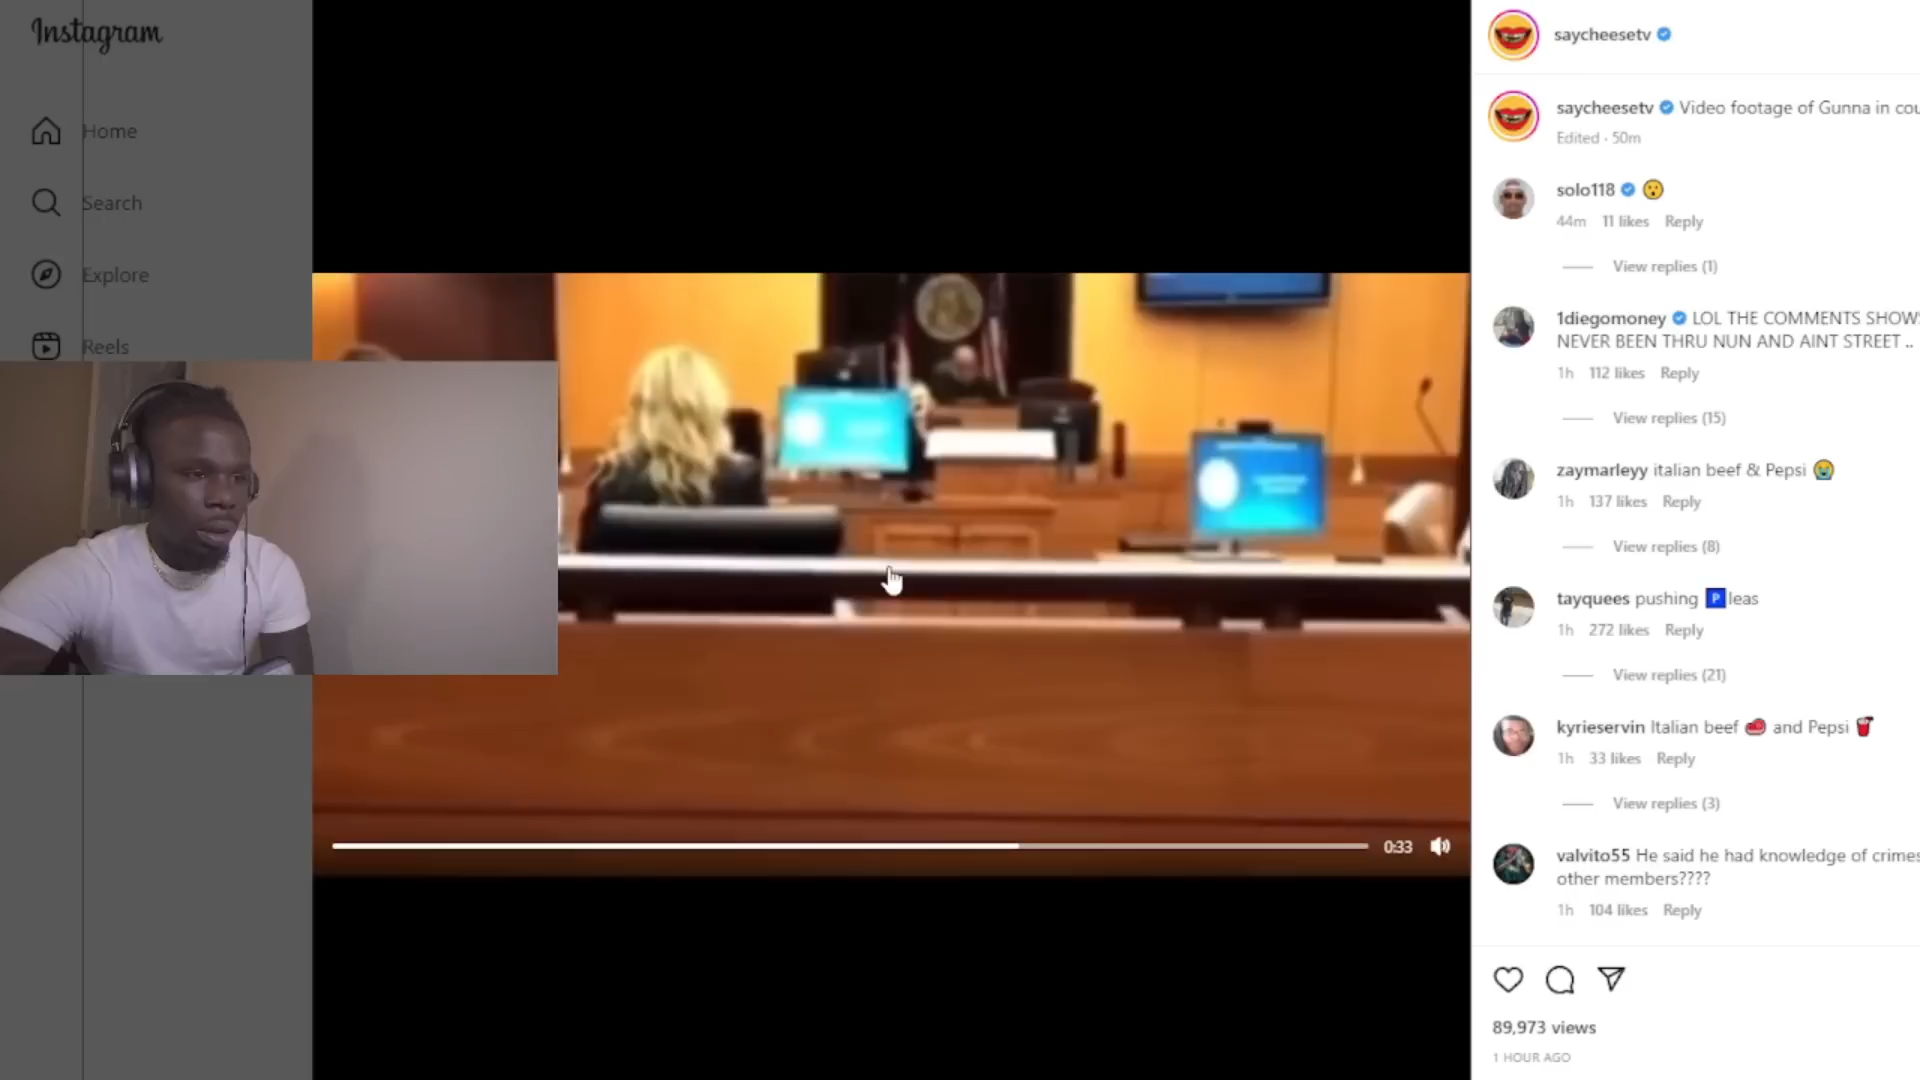 Instagram
Home
Search
Explore
Reels
0:33
saycheesetv
saycheesetv Video footage of Gunna in cou
Edited · 50m
solo118 😮
44m 11 likes Reply
View replies (1)
1diegomoney LOL THE COMMENTS SHOWS
NEVER BEEN THRU NUN AND AINT STREET ..
1h 112 likes Reply
View replies (15)
zaymarleyy italian beef & Pepsi 😭
1h 137 likes Reply
View replies (8)
tayquees pushing 🅿️leas
1h 272 likes Reply
View replies (21)
kyrieservin Italian beef 🥩 and Pepsi 🥤
1h 33 likes Reply
View replies (3)
valvito55 He said he had knowledge of crimes
other members????
1h 104 likes Reply
89,973 views
1 HOUR AGO